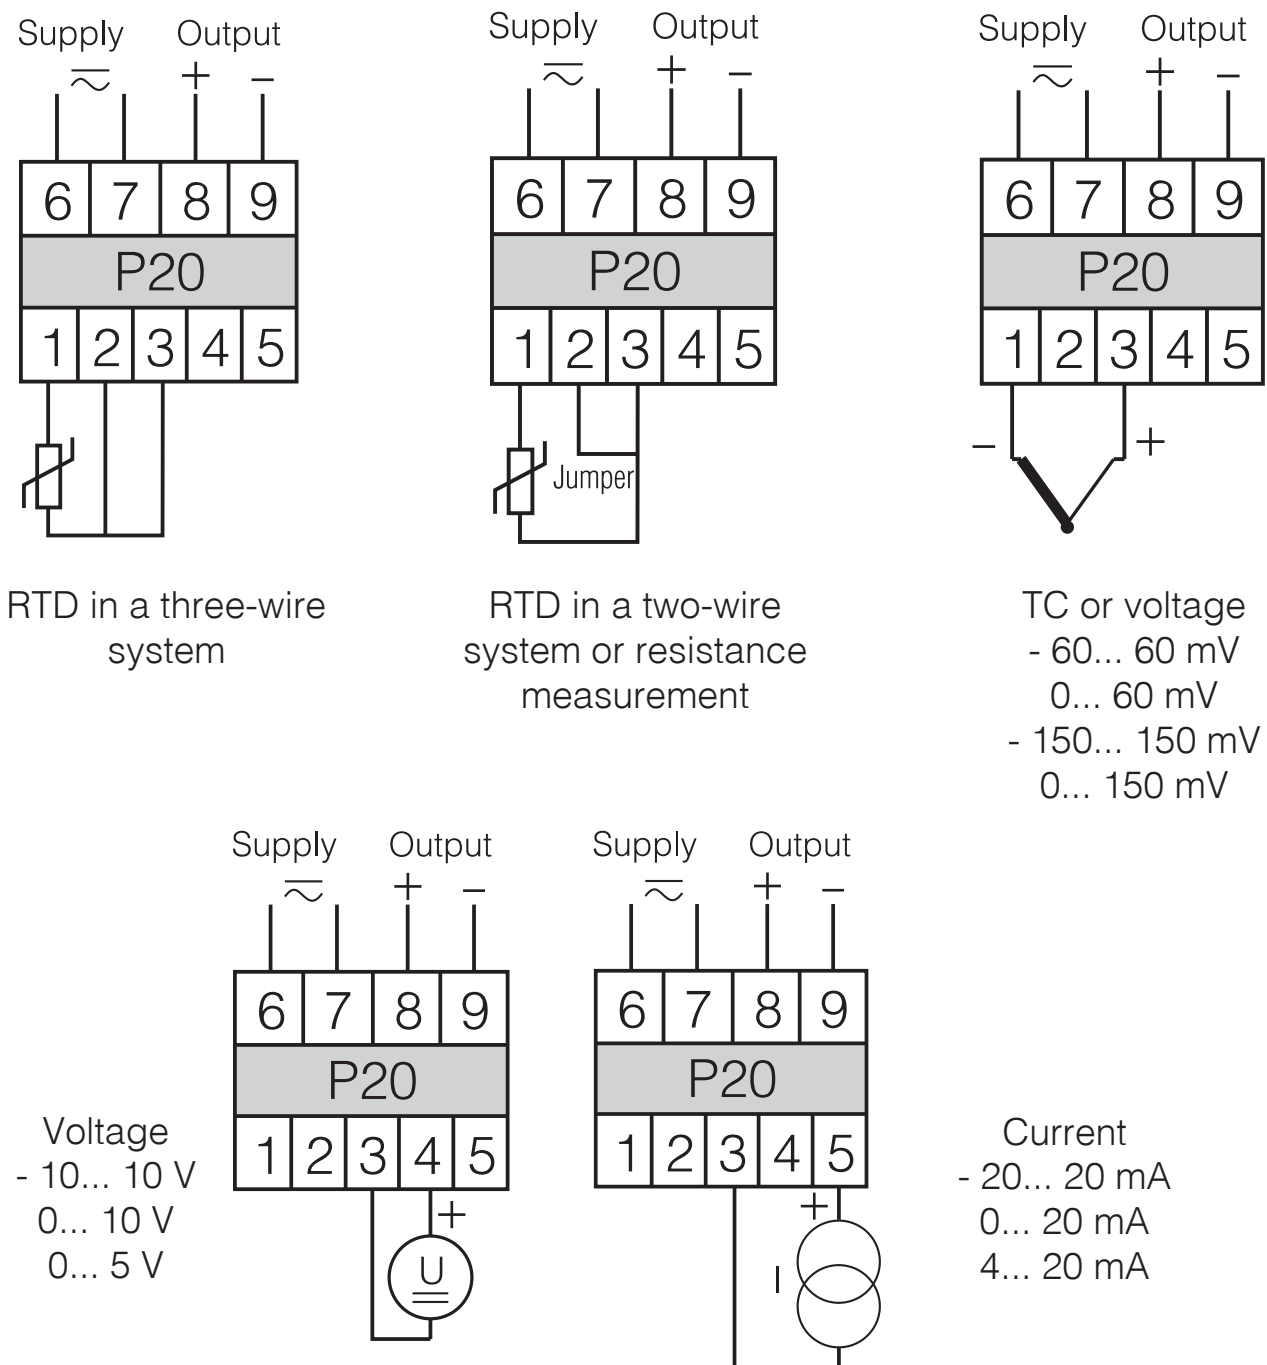 Supply Output
+ −
6 7 8 9
P20
1 2 3 4 5
RTD in a three-wire
system
Supply Output
+ −
6 7 8 9
P20
1 2 3 4 5
Jumper
RTD in a two-wire
system or resistance
measurement
Supply Output
+ −
6 7 8 9
P20
1 2 3 4 5
− +
TC or voltage
- 60... 60 mV
0... 60 mV
- 150... 150 mV
0... 150 mV
Supply Output
+ −
6 7 8 9
P20
1 2 3 4 5
+
U
Voltage
- 10... 10 V
0... 10 V
0... 5 V
Supply Output
+ −
6 7 8 9
P20
1 2 3 4 5
+
I
Current
- 20... 20 mA
0... 20 mA
4... 20 mA